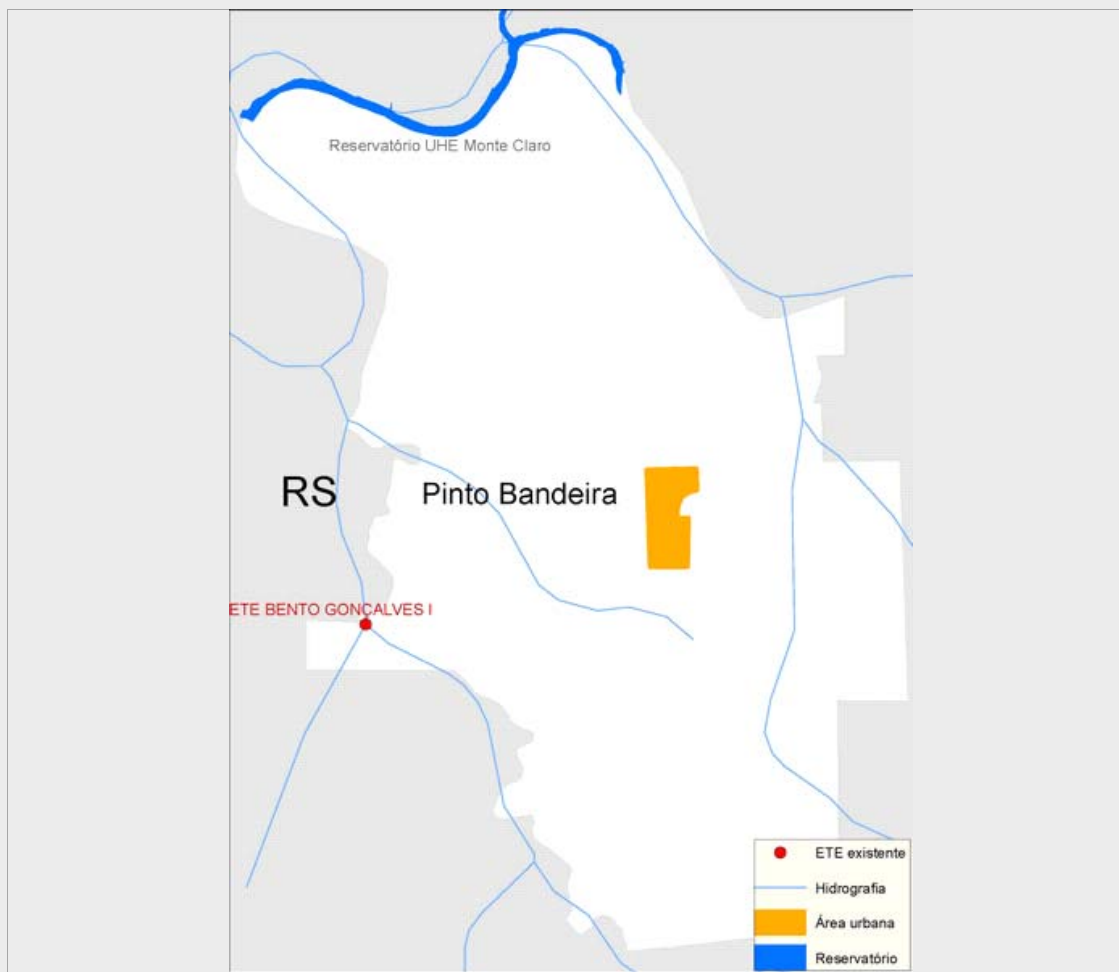 Reservatório UHE Monte Claro
RS
Pinto Bandeira
ETE BENTO GONÇALVES I
ETE existente
Hidrografia
Área urbana
Reservatório